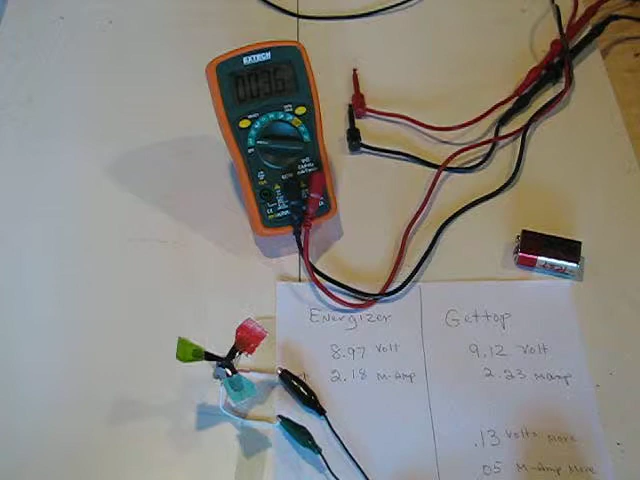 EXTECH
Energizer
8.97 Volt
2.18 M-amp
Gettop
9.12 Volt
2.23 Mamp
.13 Volts More
.05 M-Amp More